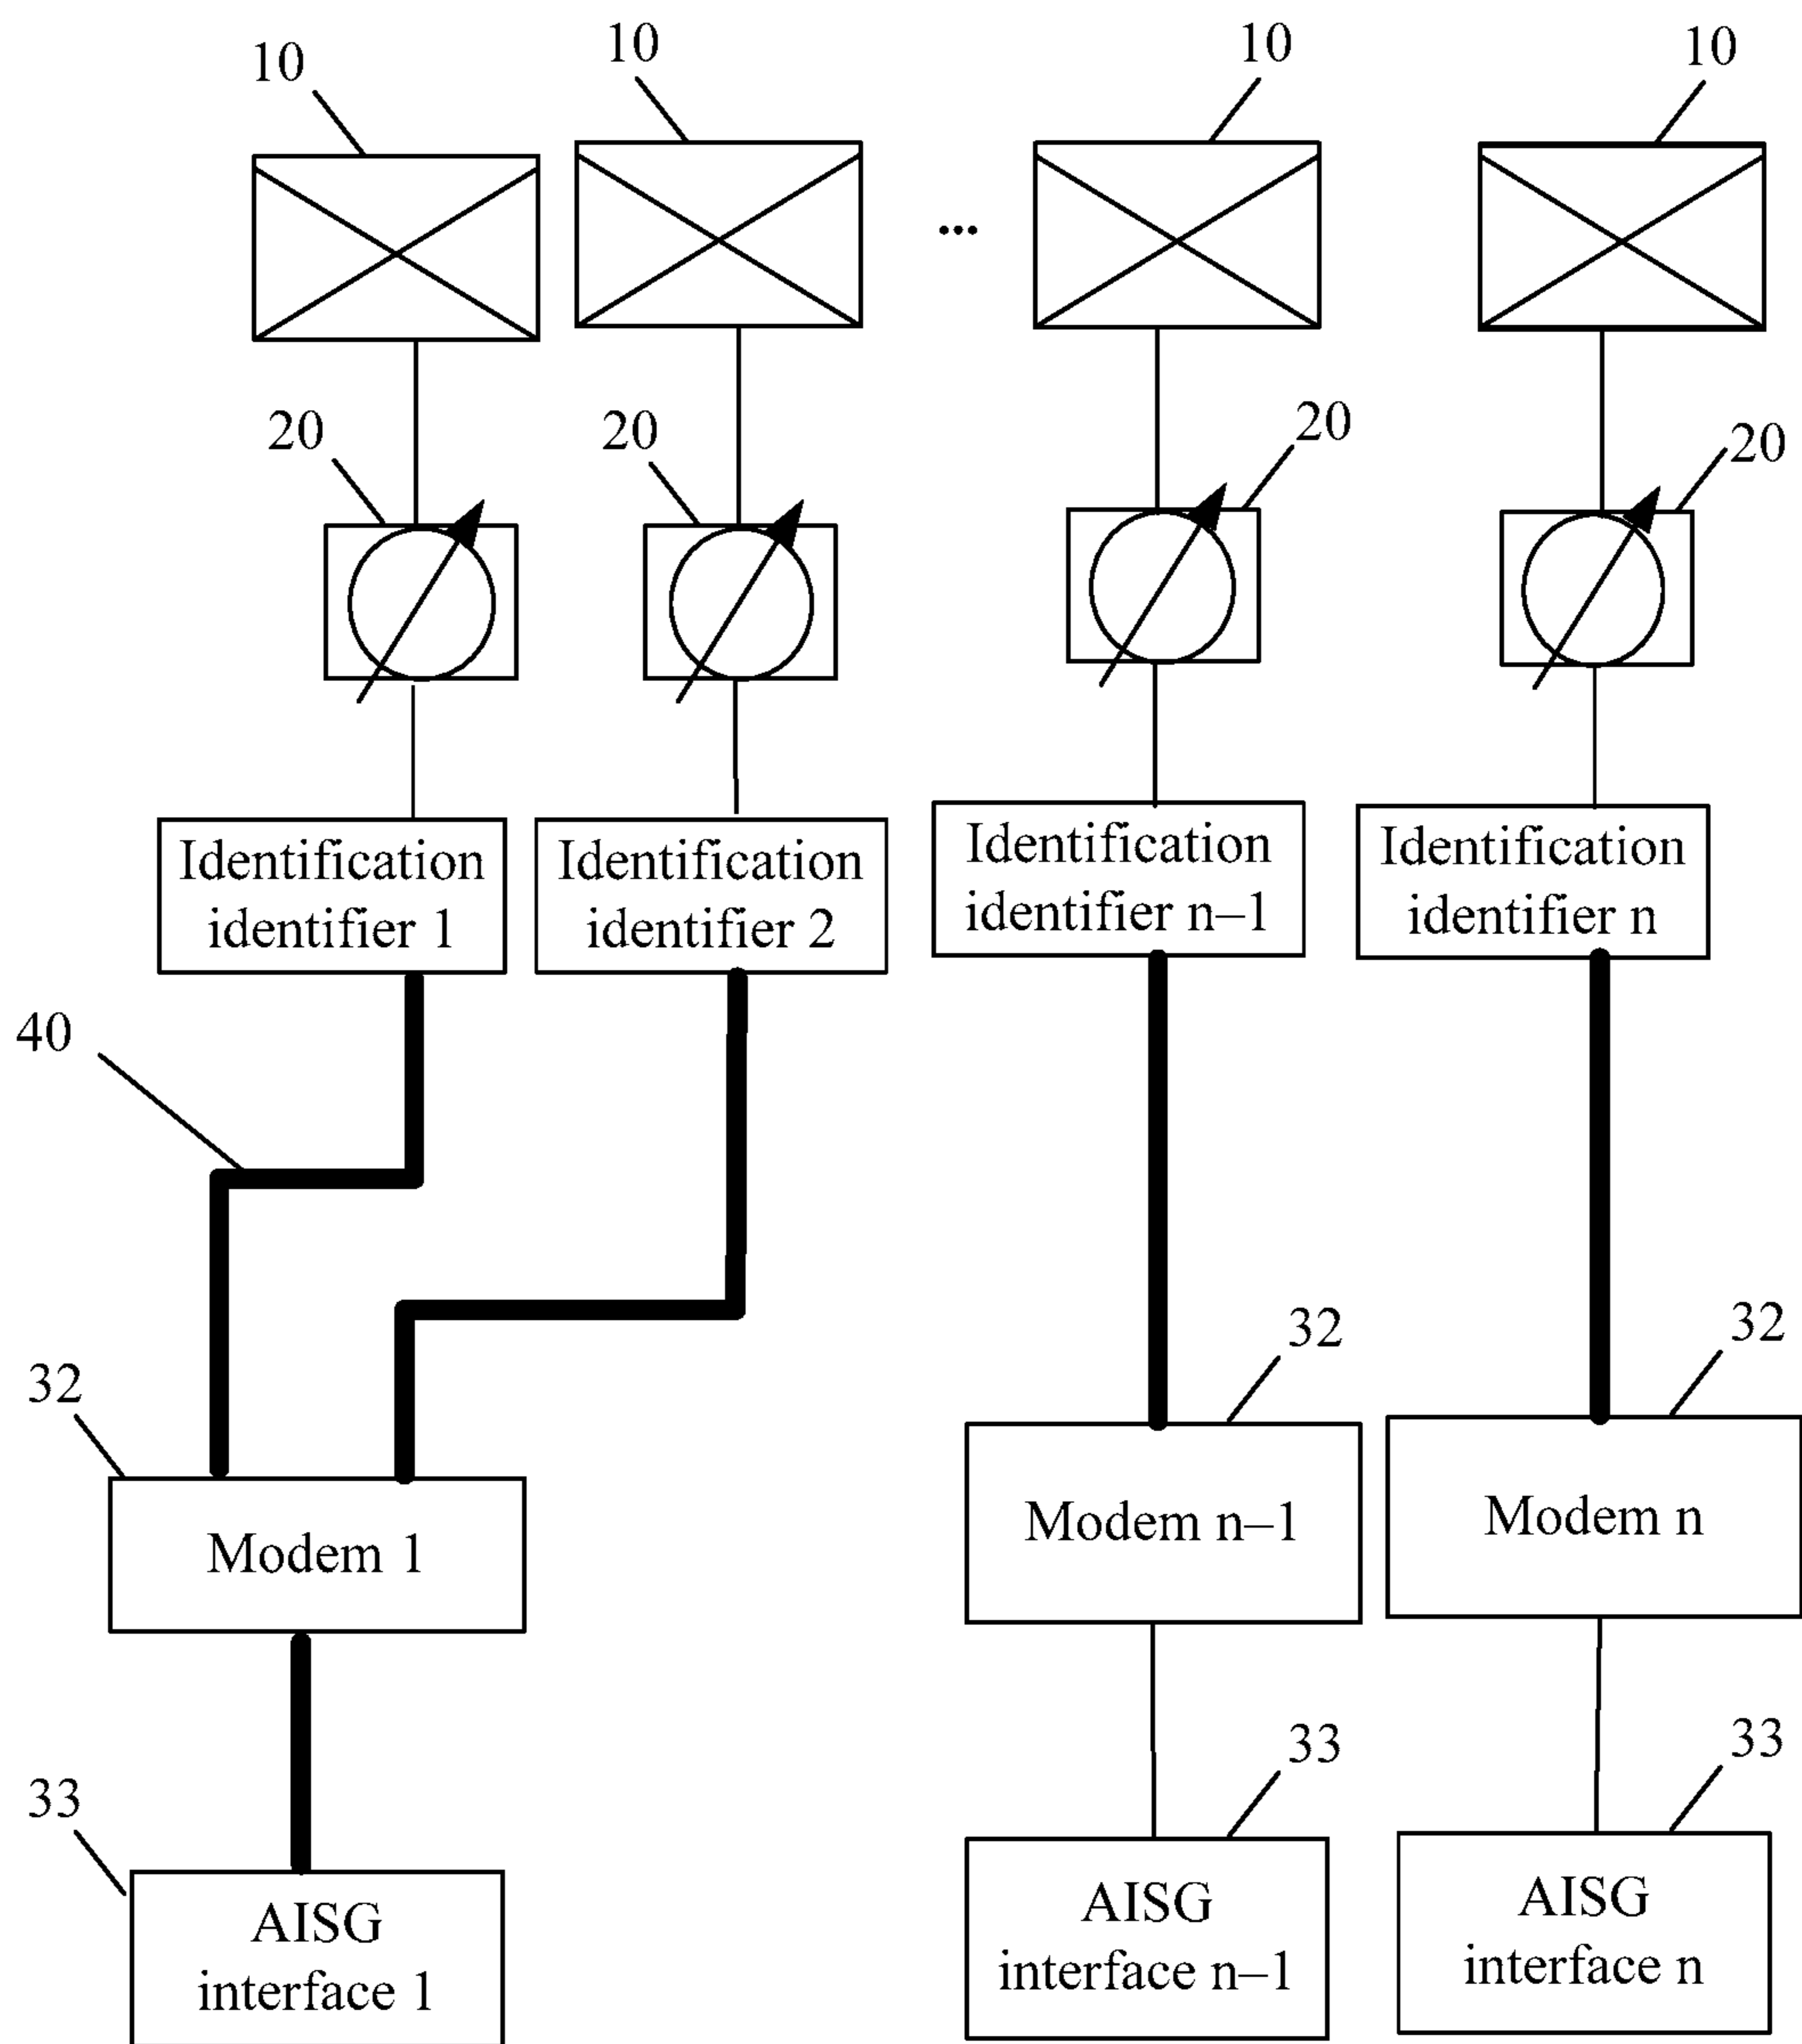 10
10
10
10
...
20
20
20
20
Identification
identifier 1
Identification
identifier 2
Identification
identifier n–1
Identification
identifier n
40
32
32
32
Modem 1
Modem n–1
Modem n
33
33
33
AISG
interface 1
AISG
interface n–1
AISG
interface n